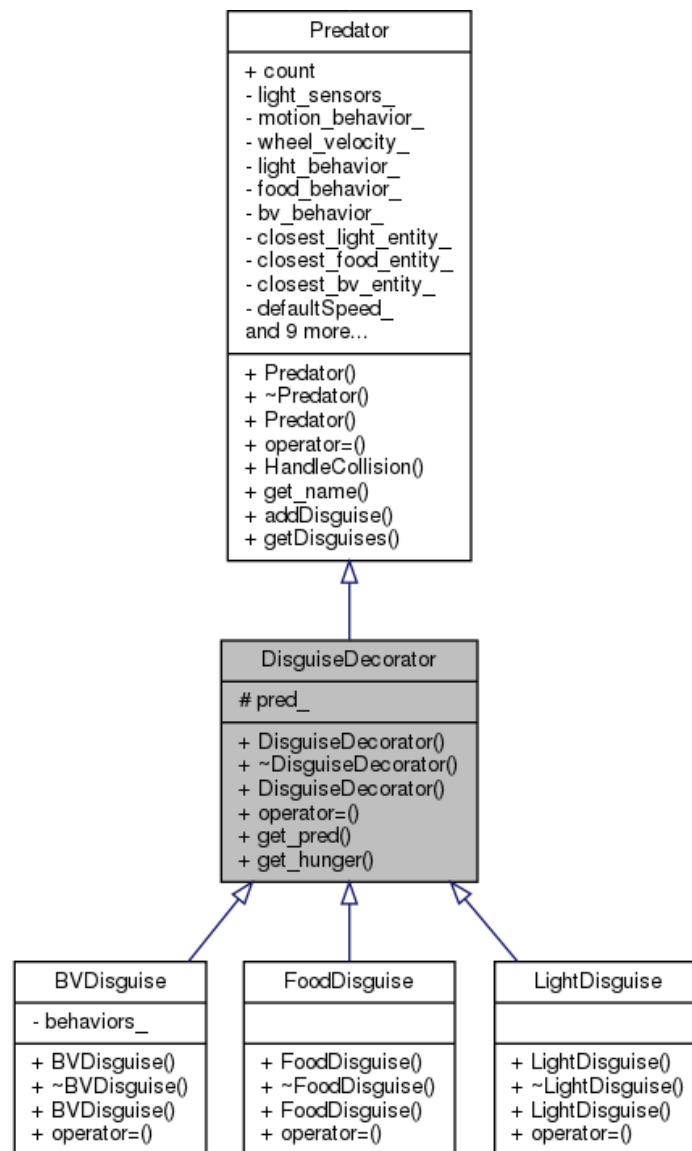 Predator
+ count
- light_sensors_
- motion_behavior_
- wheel_velocity_
- light_behavior_
- food_behavior_
- bv_behavior_
- closest_light_entity_
- closest_food_entity_
- closest_bv_entity_
- defaultSpeed_
and 9 more...
+ Predator()
+ ~Predator()
+ Predator()
+ operator=()
+ HandleCollision()
+ get_name()
+ addDisguise()
+ getDisguises()
DisguiseDecorator
# pred_
+ DisguiseDecorator()
+ ~DisguiseDecorator()
+ DisguiseDecorator()
+ operator=()
+ get_pred()
+ get_hunger()
BVDisguise
- behaviors_
+ BVDisguise()
+ ~BVDisguise()
+ BVDisguise()
+ operator=()
FoodDisguise
+ FoodDisguise()
+ ~FoodDisguise()
+ FoodDisguise()
+ operator=()
LightDisguise
+ LightDisguise()
+ ~LightDisguise()
+ LightDisguise()
+ operator=()